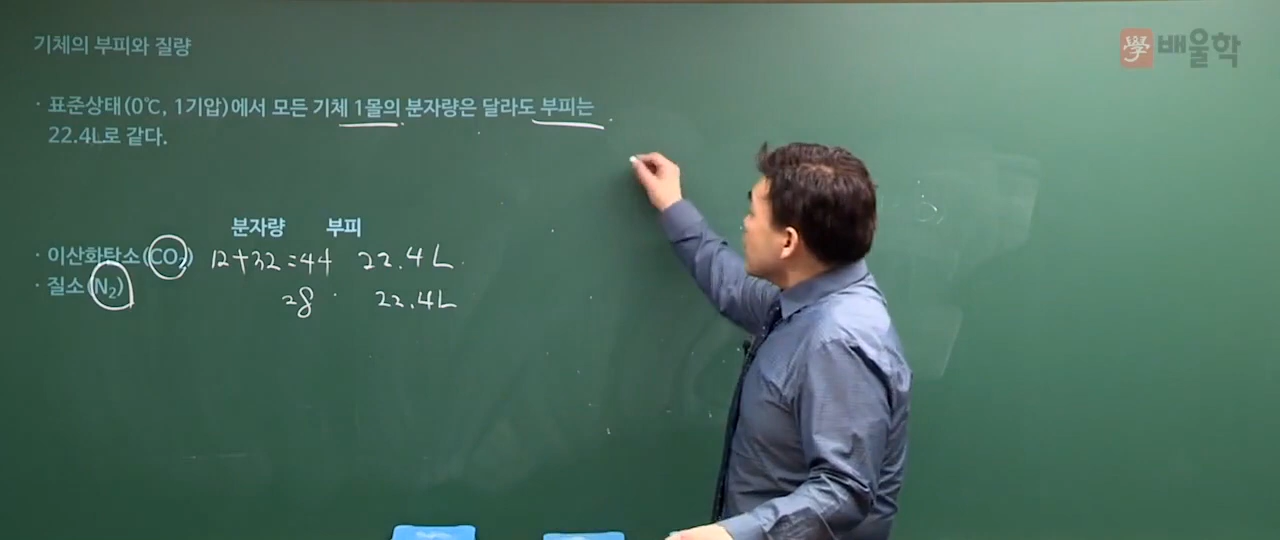 기체의 부피와 질량
學 배울학
· 표준상태(0℃, 1기압)에서 모든 기체 1몰의 분자량은 달라도 부피는
22.4L로 같다.
분자량 부피
· 이산화탄소(CO₂) 12+32=44 22.4L
· 질소(N₂) 28 22.4L